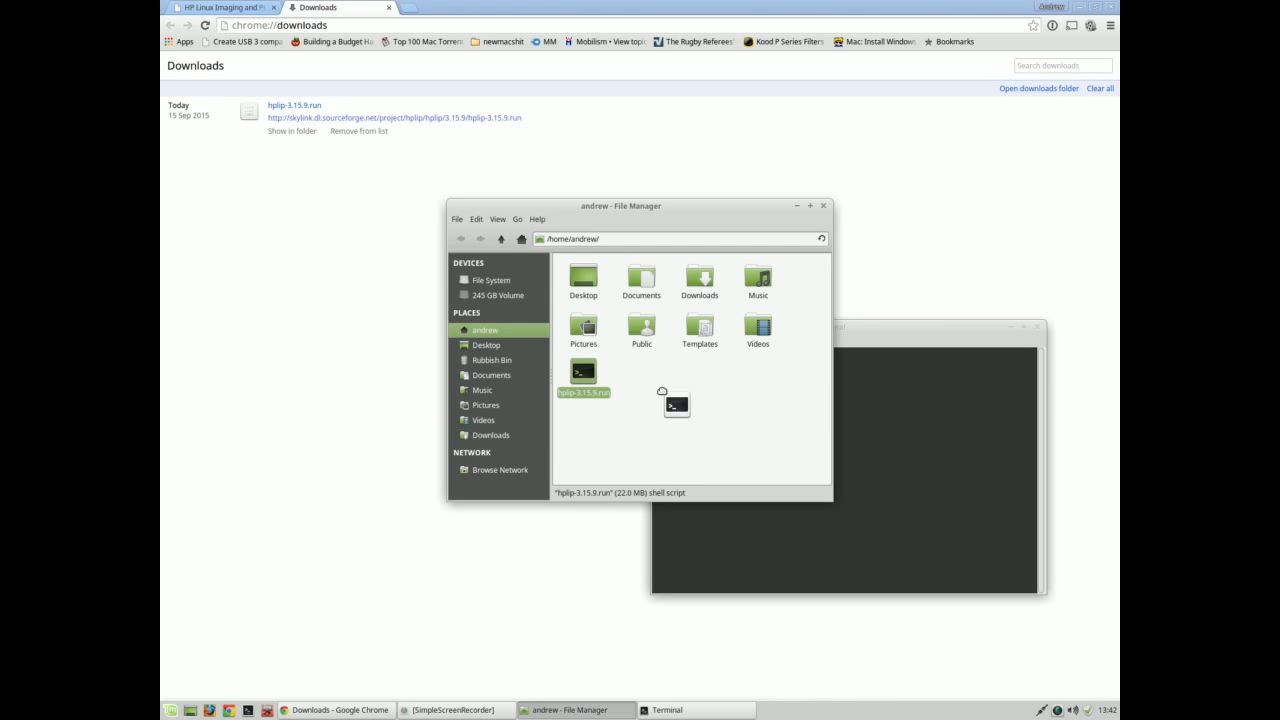 HP Linux Imaging and P
Downloads
Andrew
chrome://downloads
Apps
Create USB 3 compa
Building a Budget Ha
Top 100 Mac Torren
newmacshit
MM
Mobilism • View topic
The Rugby Referees'
Kood P Series Filters
Mac: Install Windows
Bookmarks
Downloads
Search downloads
Open downloads folder
Clear all
Today
15 Sep 2015
hplip-3.15.9.run
http://skylink.dl.sourceforge.net/project/hplip/hplip/3.15.9/hplip-3.15.9.run
Show in folder
Remove from list
andrew - File Manager
File Edit View Go Help
/home/andrew/
DEVICES
File System
245 GB Volume
PLACES
andrew
Desktop
Rubbish Bin
Documents
Music
Pictures
Videos
Downloads
NETWORK
Browse Network
Desktop
Documents
Downloads
Music
Pictures
Public
Templates
Videos
hplip-3.15.9.run
"hplip-3.15.9.run" (22.0 MB) shell script
Downloads - Google Chrome
[SimpleScreenRecorder]
andrew - File Manager
Terminal
13:42